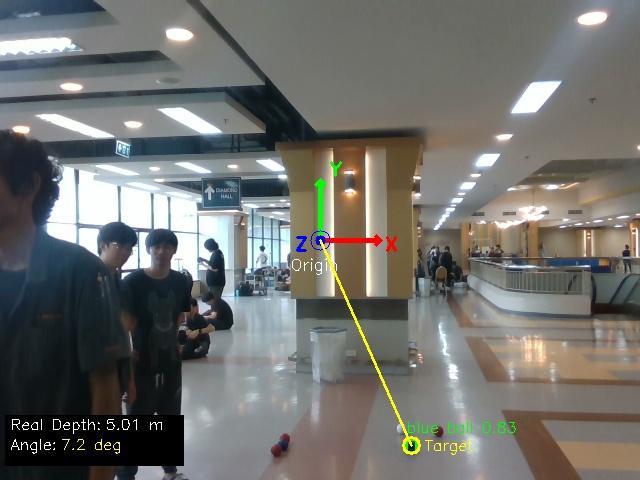 DIAMOND
HALL
Y
Z
X
Origin
blue ball 0.83
Target
Real Depth: 5.01 m
Angle: 7.2 deg